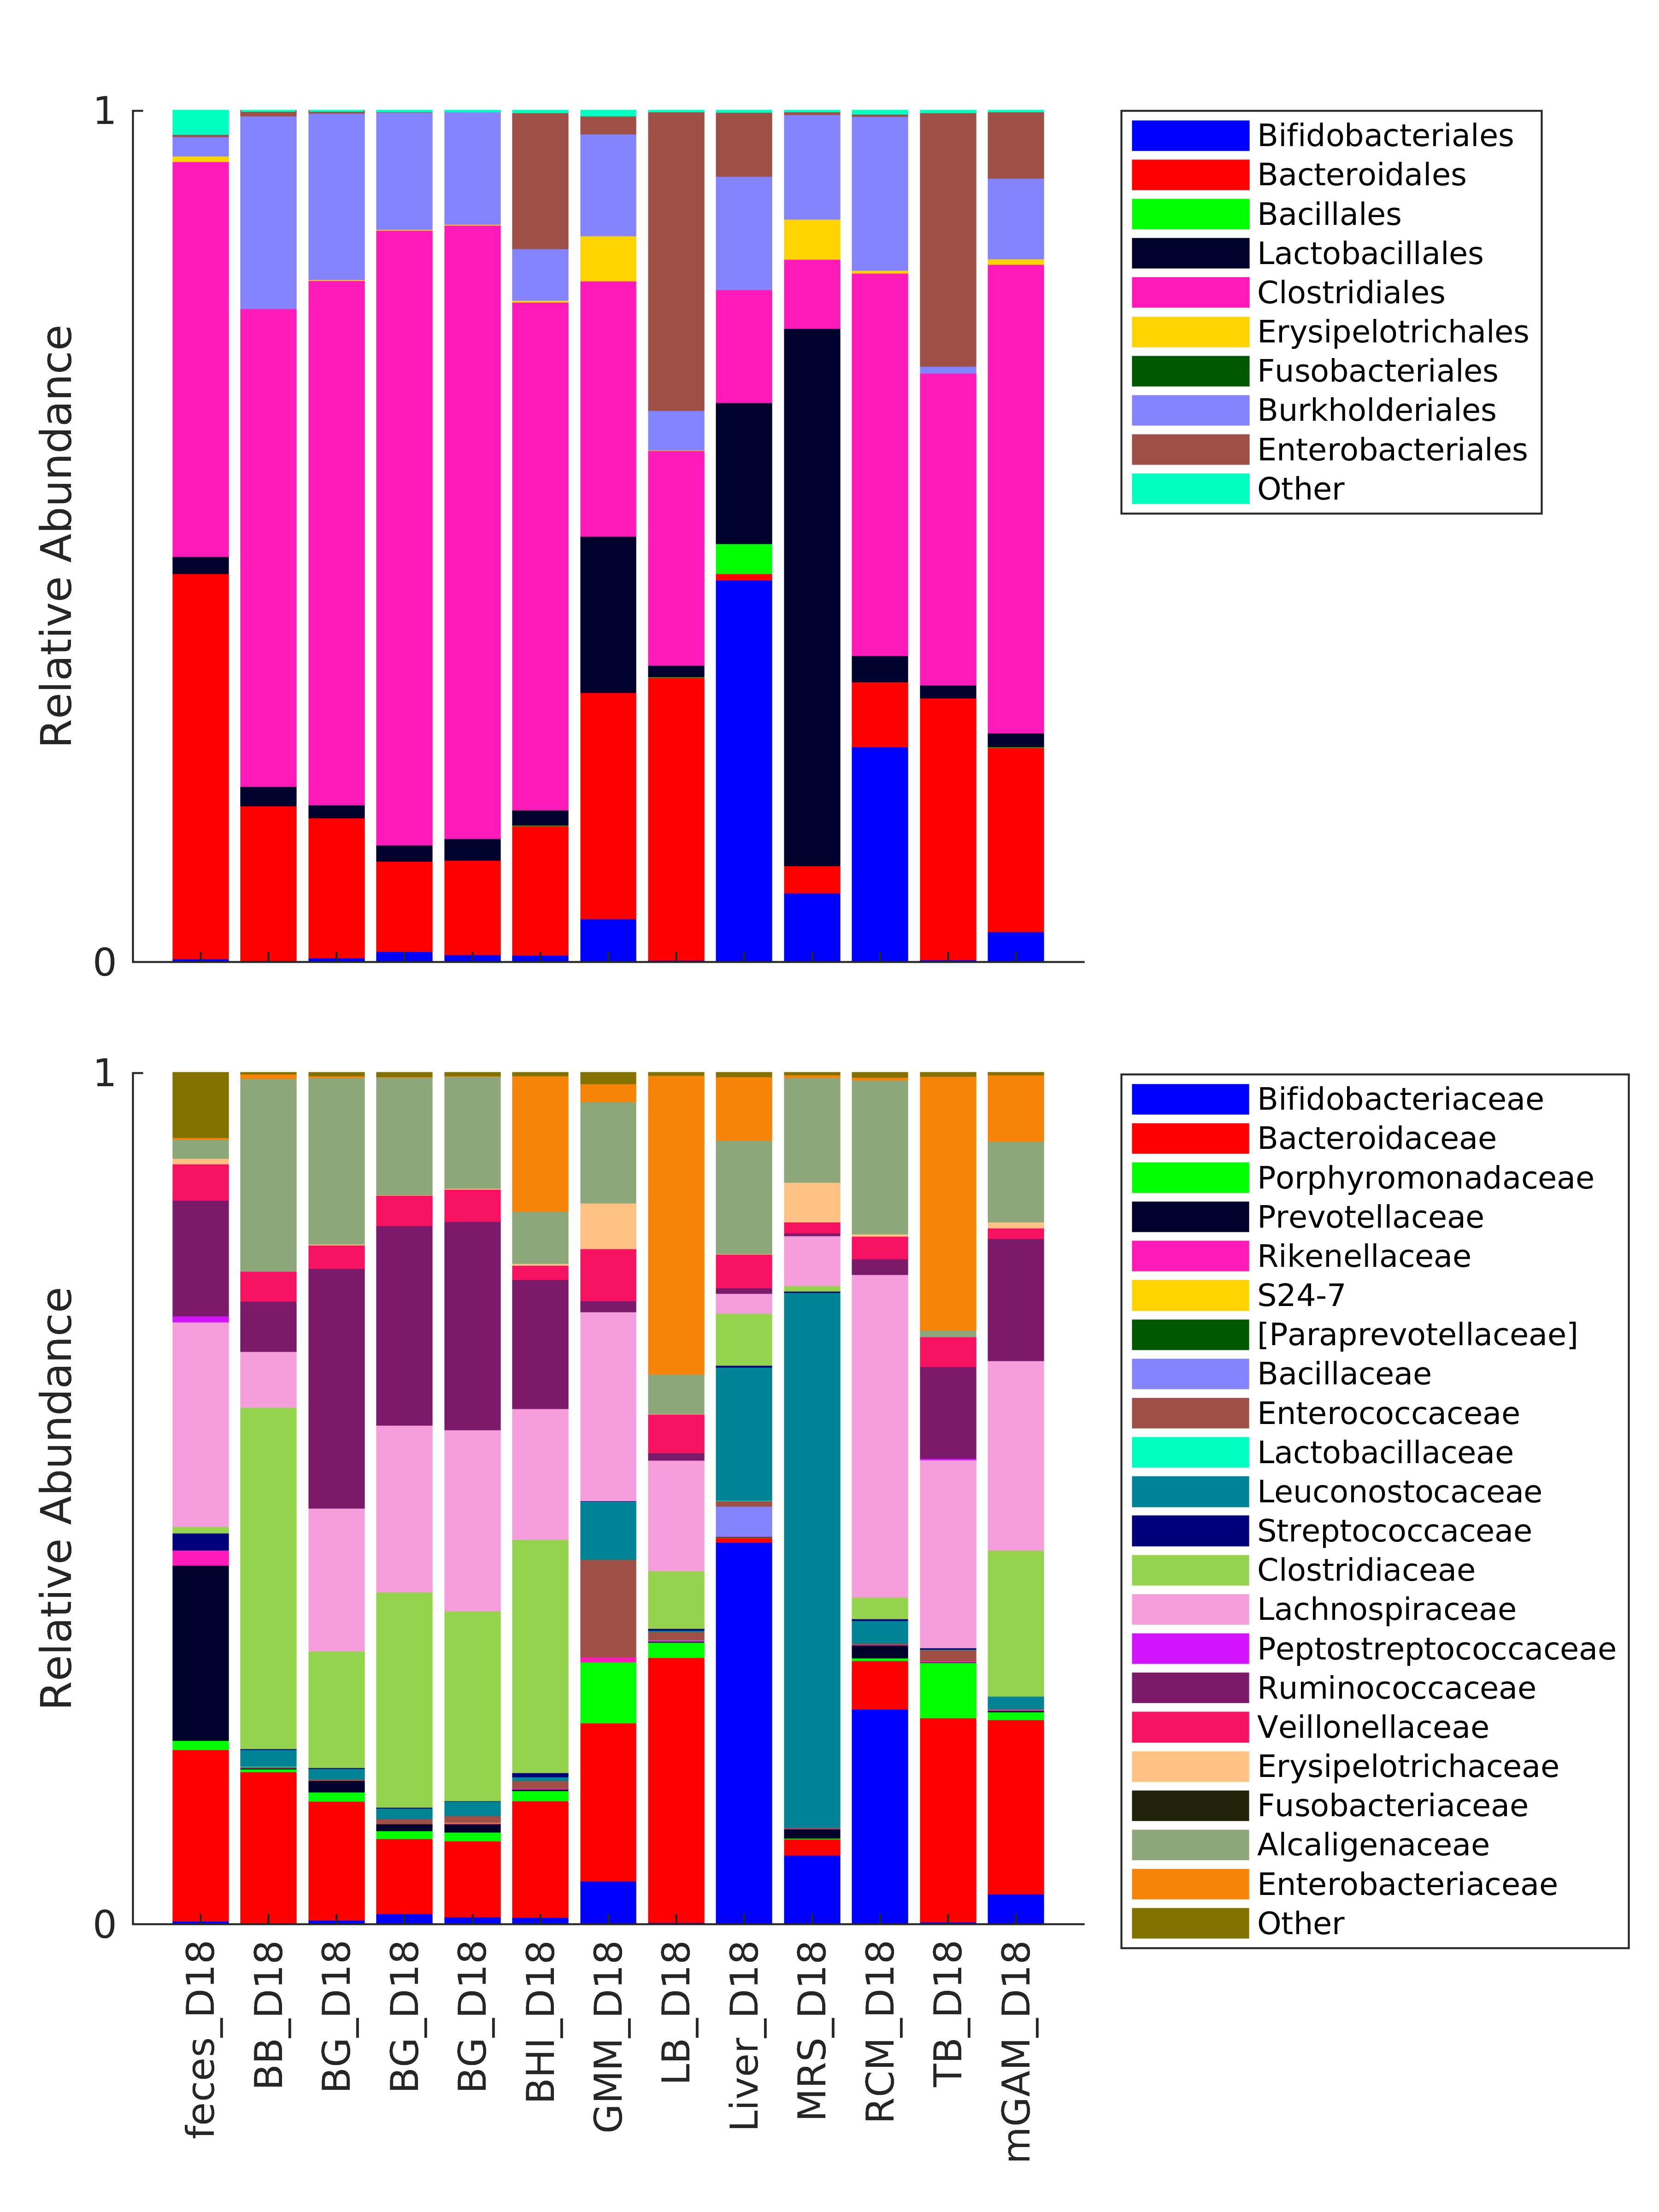 1
Relative Abundance
0
Bifidobacteriales
Bacteroidales
Bacillales
Lactobacillales
Clostridiales
Erysipelotrichales
Fusobacteriales
Burkholderiales
Enterobacteriales
Other
1
Relative Abundance
0
Bifidobacteriaceae
Bacteroidaceae
Porphyromonadaceae
Prevotellaceae
Rikenellaceae
S24-7
[Paraprevotellaceae]
Bacillaceae
Enterococcaceae
Lactobacillaceae
Leuconostocaceae
Streptococcaceae
Clostridiaceae
Lachnospiraceae
Peptostreptococcaceae
Ruminococcaceae
Veillonellaceae
Erysipelotrichaceae
Fusobacteriaceae
Alcaligenaceae
Enterobacteriaceae
Other
feces_D18
BB_D18
BG_D18
BG_D18
BG_D18
BHI_D18
GMM_D18
LB_D18
Liver_D18
MRS_D18
RCM_D18
TB_D18
mGAM_D18